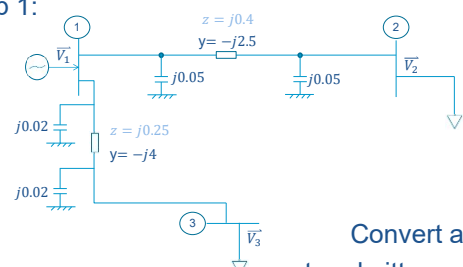 1:
1
2
z = j0.4
y= −j2.5
V₁
V₂
j0.05
j0.05
j0.02
z = j0.25
y= −j4
j0.02
3
V₃
Convert a